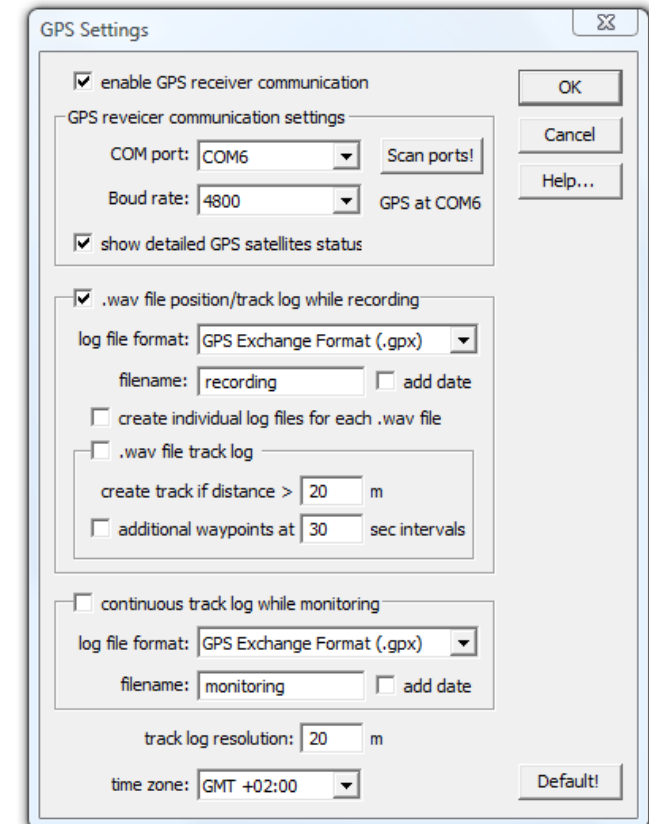 GPS Settings
enable GPS receiver communication
OK
GPS reveicer communication settings
Cancel
COM port: COM6 Scan ports!
Help...
Boud rate: 4800 GPS at COM6
show detailed GPS satellites status
.wav file position/track log while recording
log file format: GPS Exchange Format (.gpx)
filename: recording add date
create individual log files for each .wav file
.wav file track log
create track if distance > 20 m
additional waypoints at 30 sec intervals
continuous track log while monitoring
log file format: GPS Exchange Format (.gpx)
filename: monitoring add date
track log resolution: 20 m
time zone: GMT +02:00 Default!